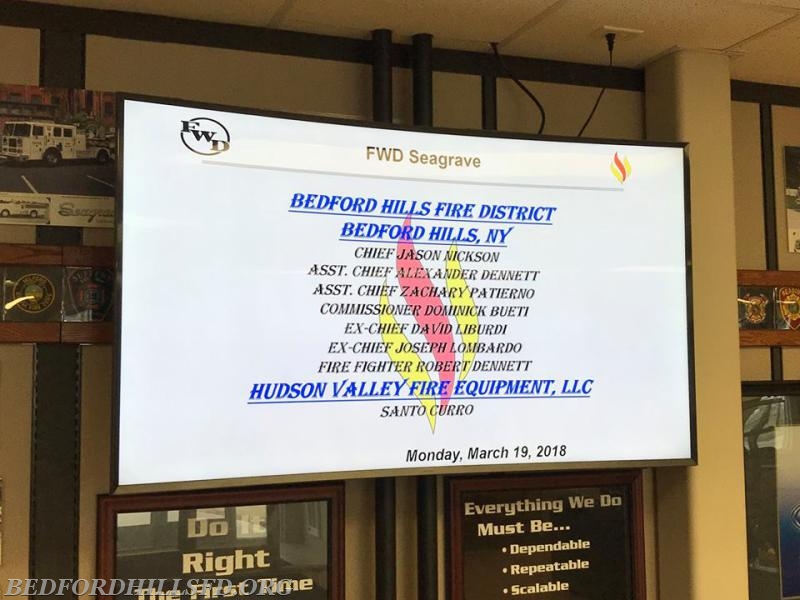 FWD
FWD Seagrave
BEDFORD HILLS FIRE DISTRICT
BEDFORD HILLS, NY
CHIEF JASON NICKSON
ASST. CHIEF ALEXANDER DENNETT
ASST. CHIEF ZACHARY PATIERNO
COMMISSIONER DOMINICK BUETI
EX-CHIEF DAVID LIBURDI
EX-CHIEF JOSEPH LOMBARDO
FIRE FIGHTER ROBERT DENNETT
HUDSON VALLEY FIRE EQUIPMENT, LLC
SANTO CURRO
Monday, March 19, 2018
Seagrave
Do It
Right
The First Time
Everything We Do
Must Be...
• Dependable
• Repeatable
• Scalable
BEDFORDHILLSFD.ORG